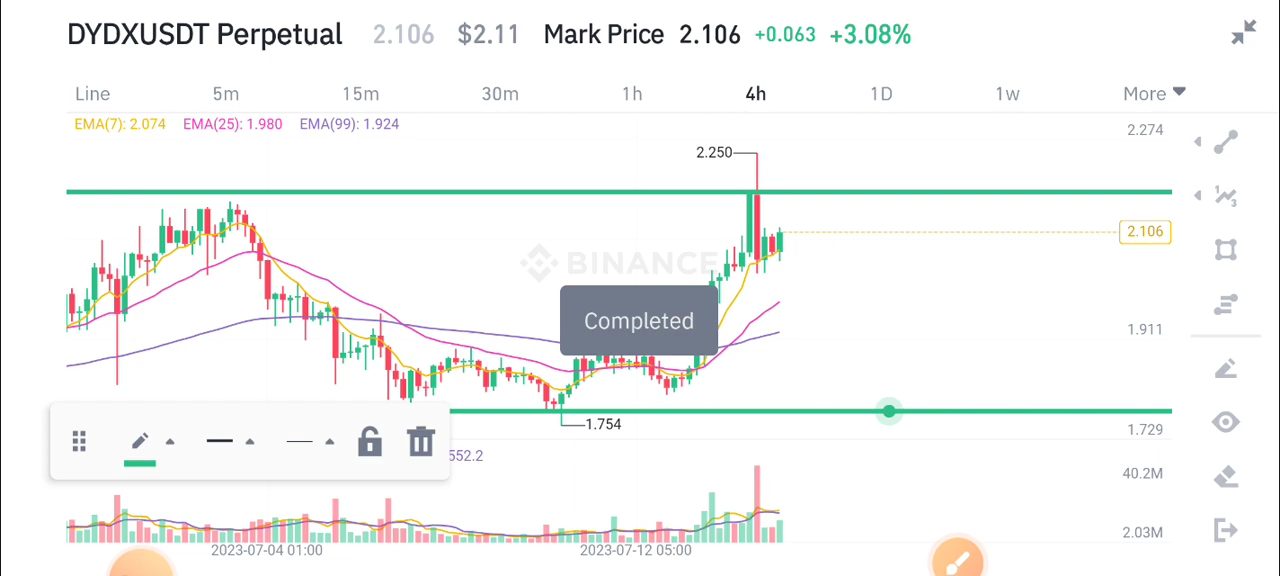 DYDXUSDT Perpetual 2.106 $2.11 Mark Price 2.106 +0.063 +3.08%
Line 5m 15m 30m 1h 4h 1D 1w More
EMA(7): 2.074 EMA(25): 1.980 EMA(99): 1.924
2.274
2.250
2.106
BINANCE
Completed
1.911
1.754
1.729
552.2
40.2M
2.03M
2023-07-04 01:00 2023-07-12 05:00